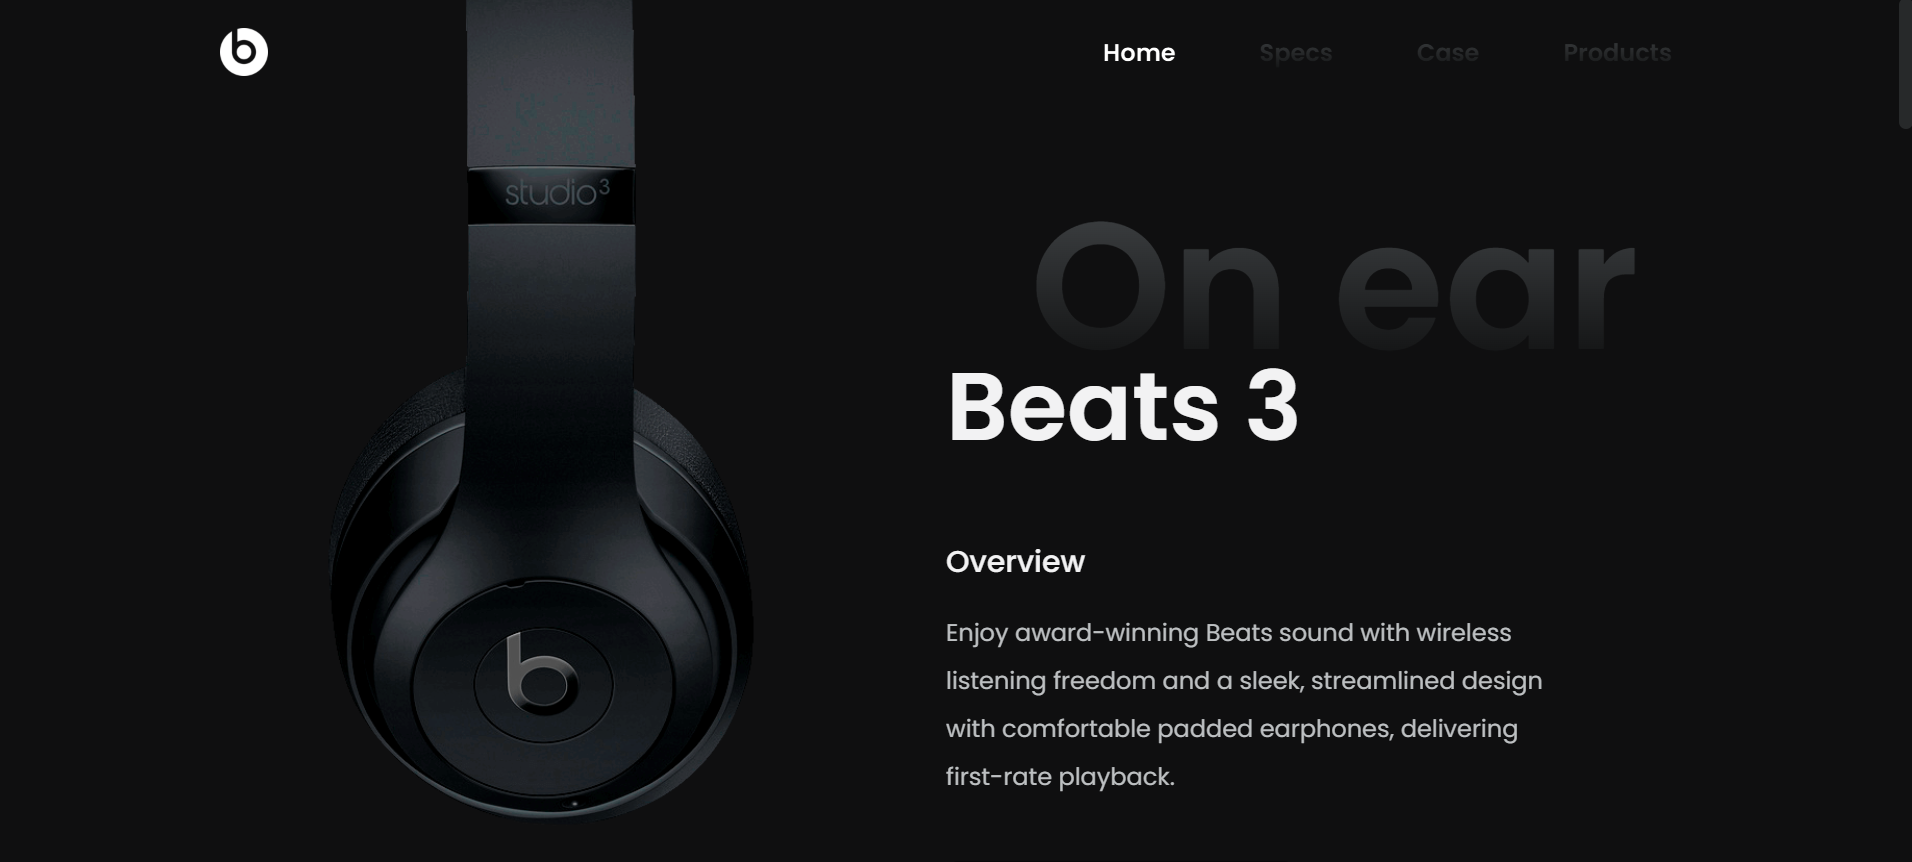 Home Specs Case Products
studio3
On ear
Beats 3
Overview
Enjoy award-winning Beats sound with wireless
listening freedom and a sleek, streamlined design
with comfortable padded earphones, delivering
first-rate playback.